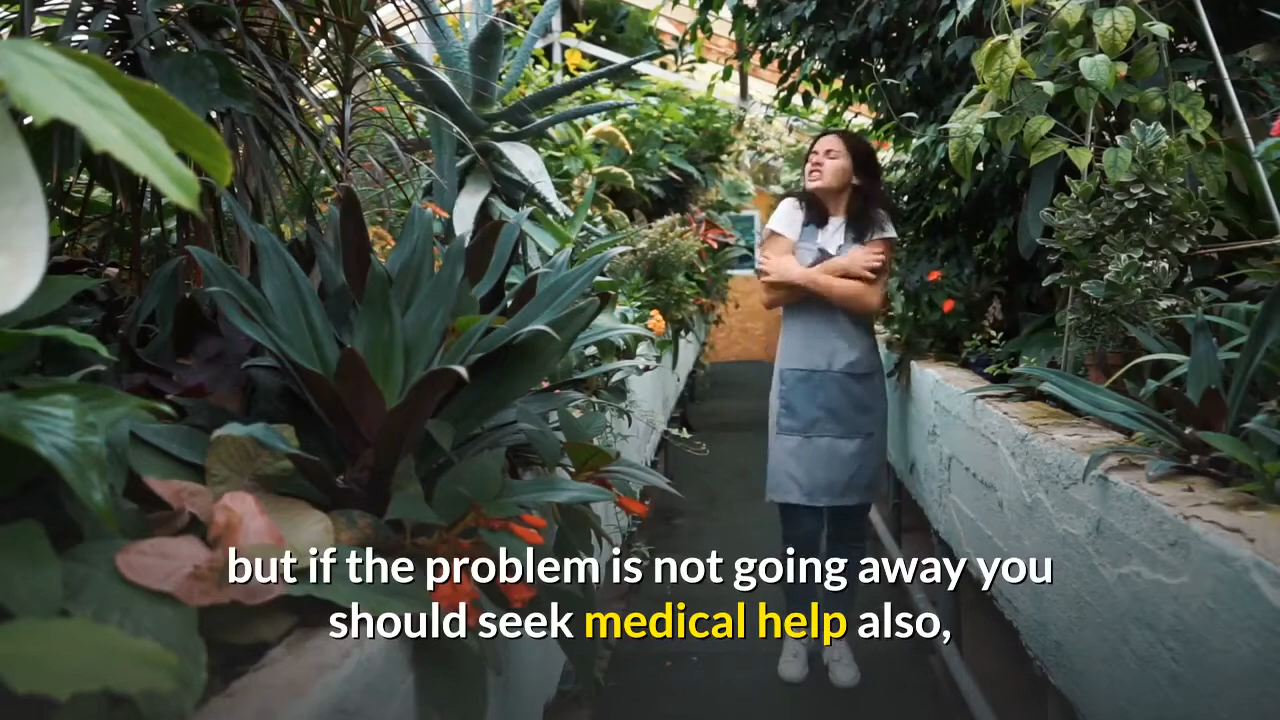 but if the problem is not going away you
should seek medical help also,